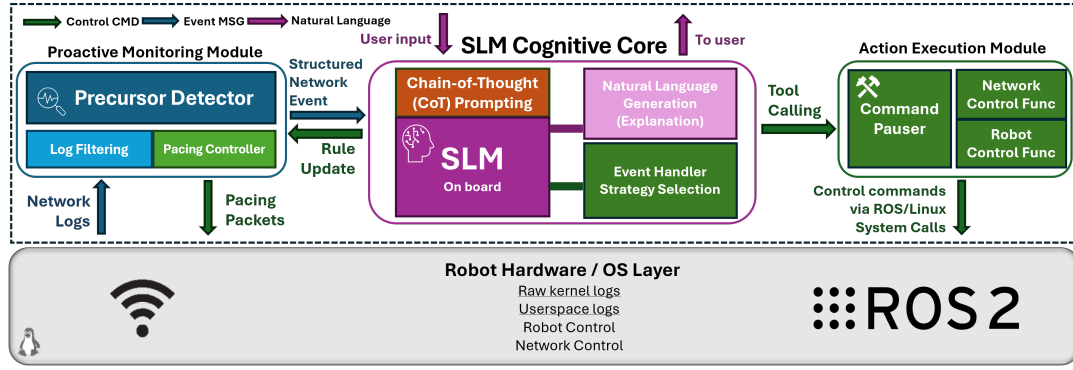 Control CMD
Event MSG
Natural Language
User input
SLM Cognitive Core
To user
Proactive Monitoring Module
Precursor Detector
Log Filtering
Pacing Controller
Structured
Network
Event
Rule
Update
Network
Logs
Pacing
Packets
Chain-of-Thought
(CoT) Prompting
SLM
On board
Natural Language
Generation
(Explanation)
Event Handler
Strategy Selection
Tool
Calling
Action Execution Module
Command
Pauser
Network
Control Func
Robot
Control Func
Control commands
via ROS/Linux
System Calls
Robot Hardware / OS Layer
Raw kernel logs
Userspace logs
Robot Control
Network Control
ROS 2